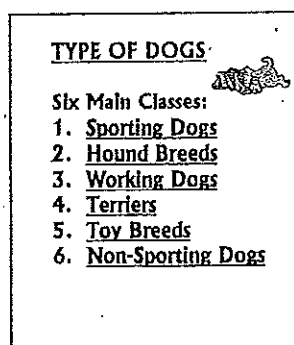 TYPE OF DOGS
Six Main Classes:
1. Sporting Dogs
2. Hound Breeds
3. Working Dogs
4. Terriers
5. Toy Breeds
6. Non-Sporting Dogs